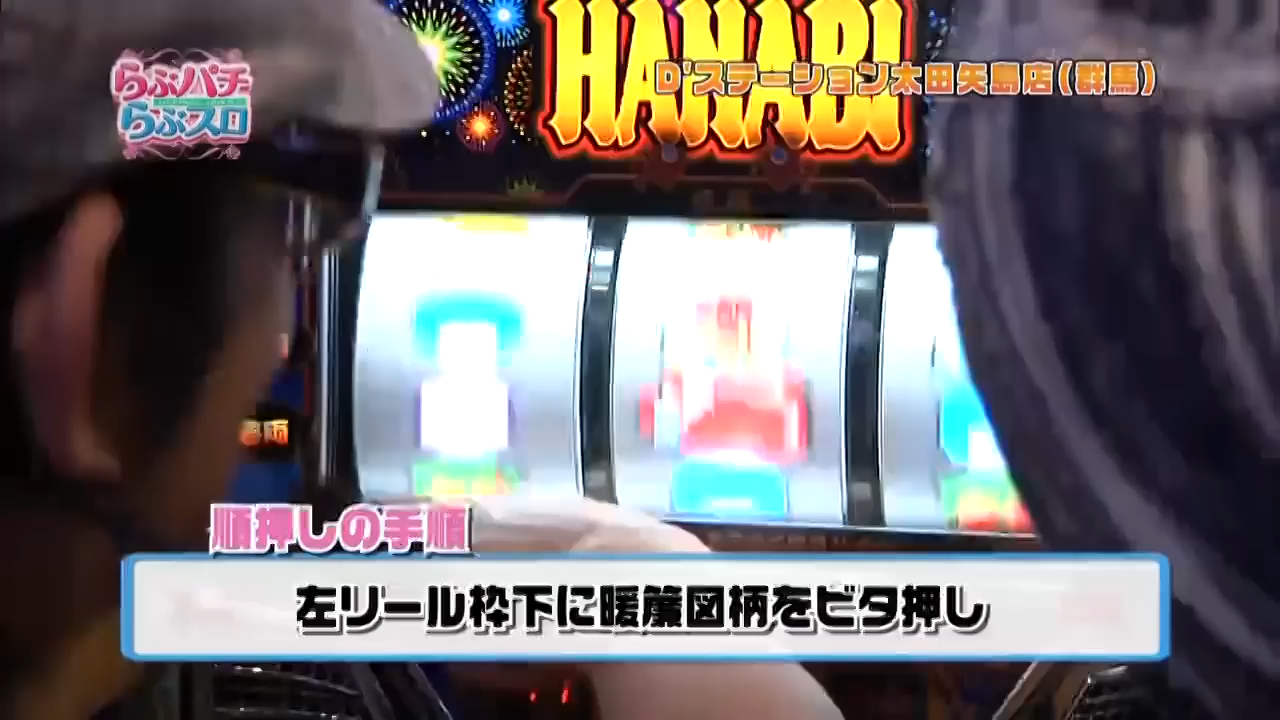 HANABI
D'ステーション太田矢島店(群馬)
らぶパチ
らぶスロ
順押しの手順
左リール枠下に暖簾図柄をビタ押し